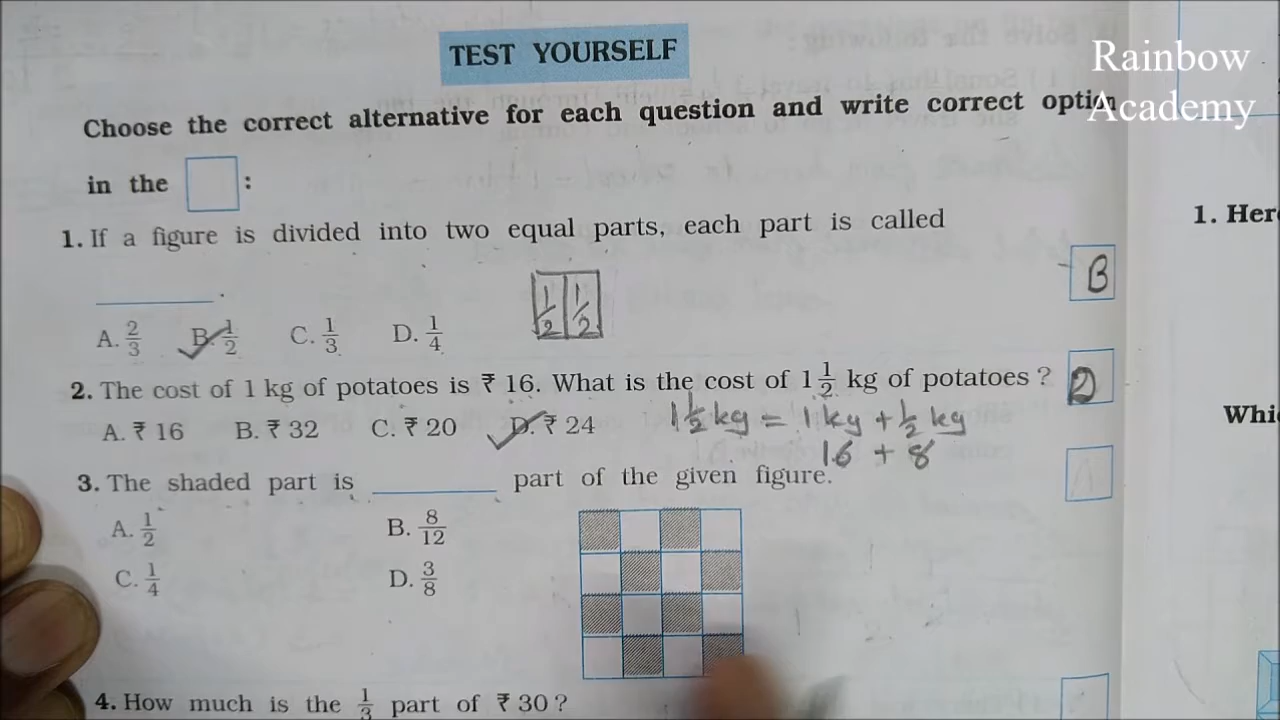 TEST YOURSELF
Rainbow
Academy
Choose the correct alternative for each question and write correct option
in the :
1. If a figure is divided into two equal parts, each part is called
________.
1/2 1/2
B
A. 2/3 B. 1/2 C. 1/3 D. 1/4
2. The cost of 1 kg of potatoes is ₹ 16. What is the cost of 1 1/2 kg of potatoes ?
D
A. ₹ 16 B. ₹ 32 C. ₹ 20 D. ₹ 24
1 1/2 kg = 1 kg + 1/2 kg
16 + 8
3. The shaded part is ________ part of the given figure.
A. 1/2 B. 8/12
C. 1/4 D. 3/8
4. How much is the 1/3 part of ₹ 30 ?
1.